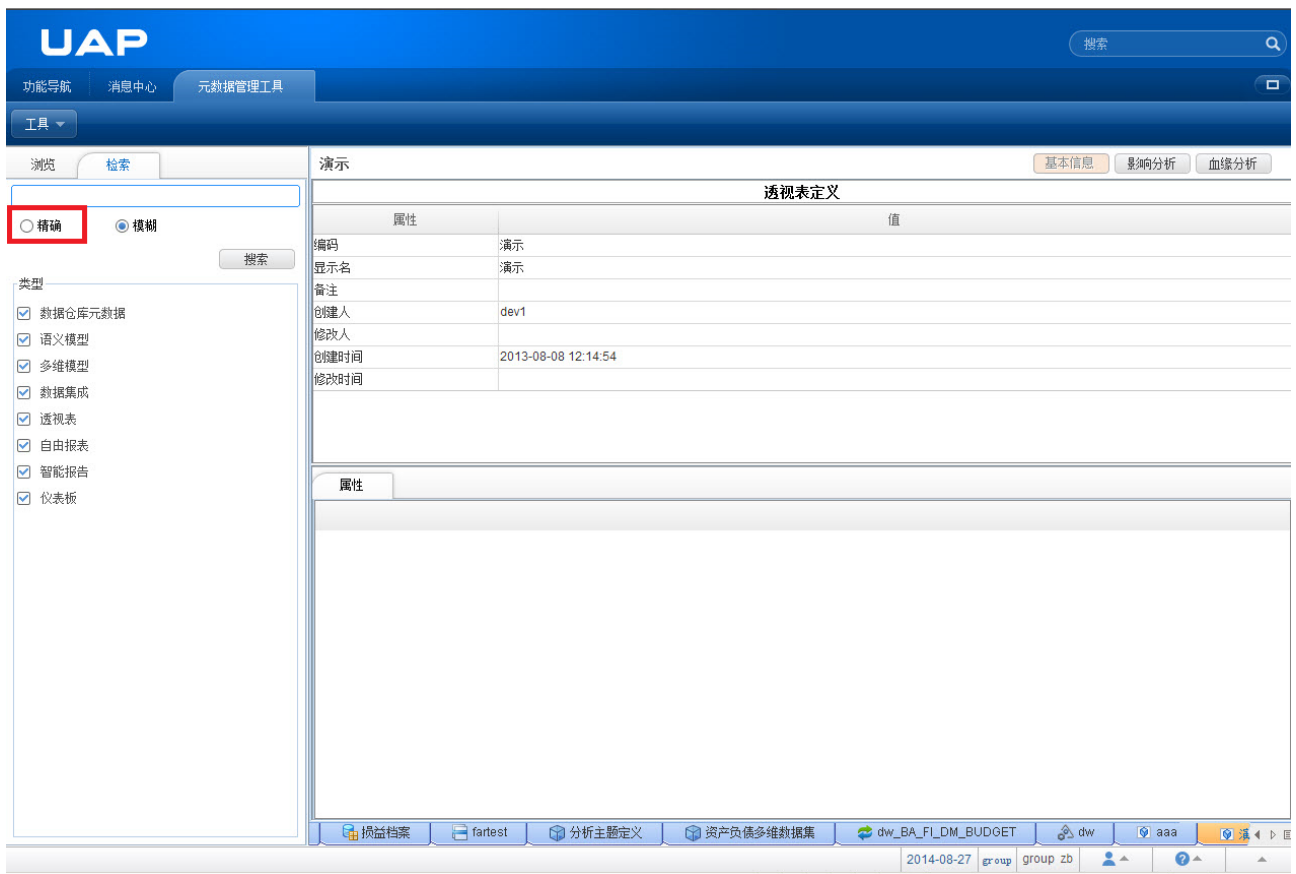 UAP
搜索
功能导航 消息中心 元数据管理工具
工具
浏览 检索
精确 模糊
搜索
类型
数据仓库元数据
语义模型
多维模型
数据集成
透视表
自由报表
智能报告
仪表板
演示 基本信息 影响分析 血缘分析
透视表定义
属性 值
编码 演示
显示名 演示
备注
创建人 dev1
修改人
创建时间 2013-08-08 12:14:54
修改时间
属性
损益档案 fartest 分析主题定义 资产负债多维数据集 dw_BA_FI_DM_BUDGET dw aaa
2014-08-27 group group zb